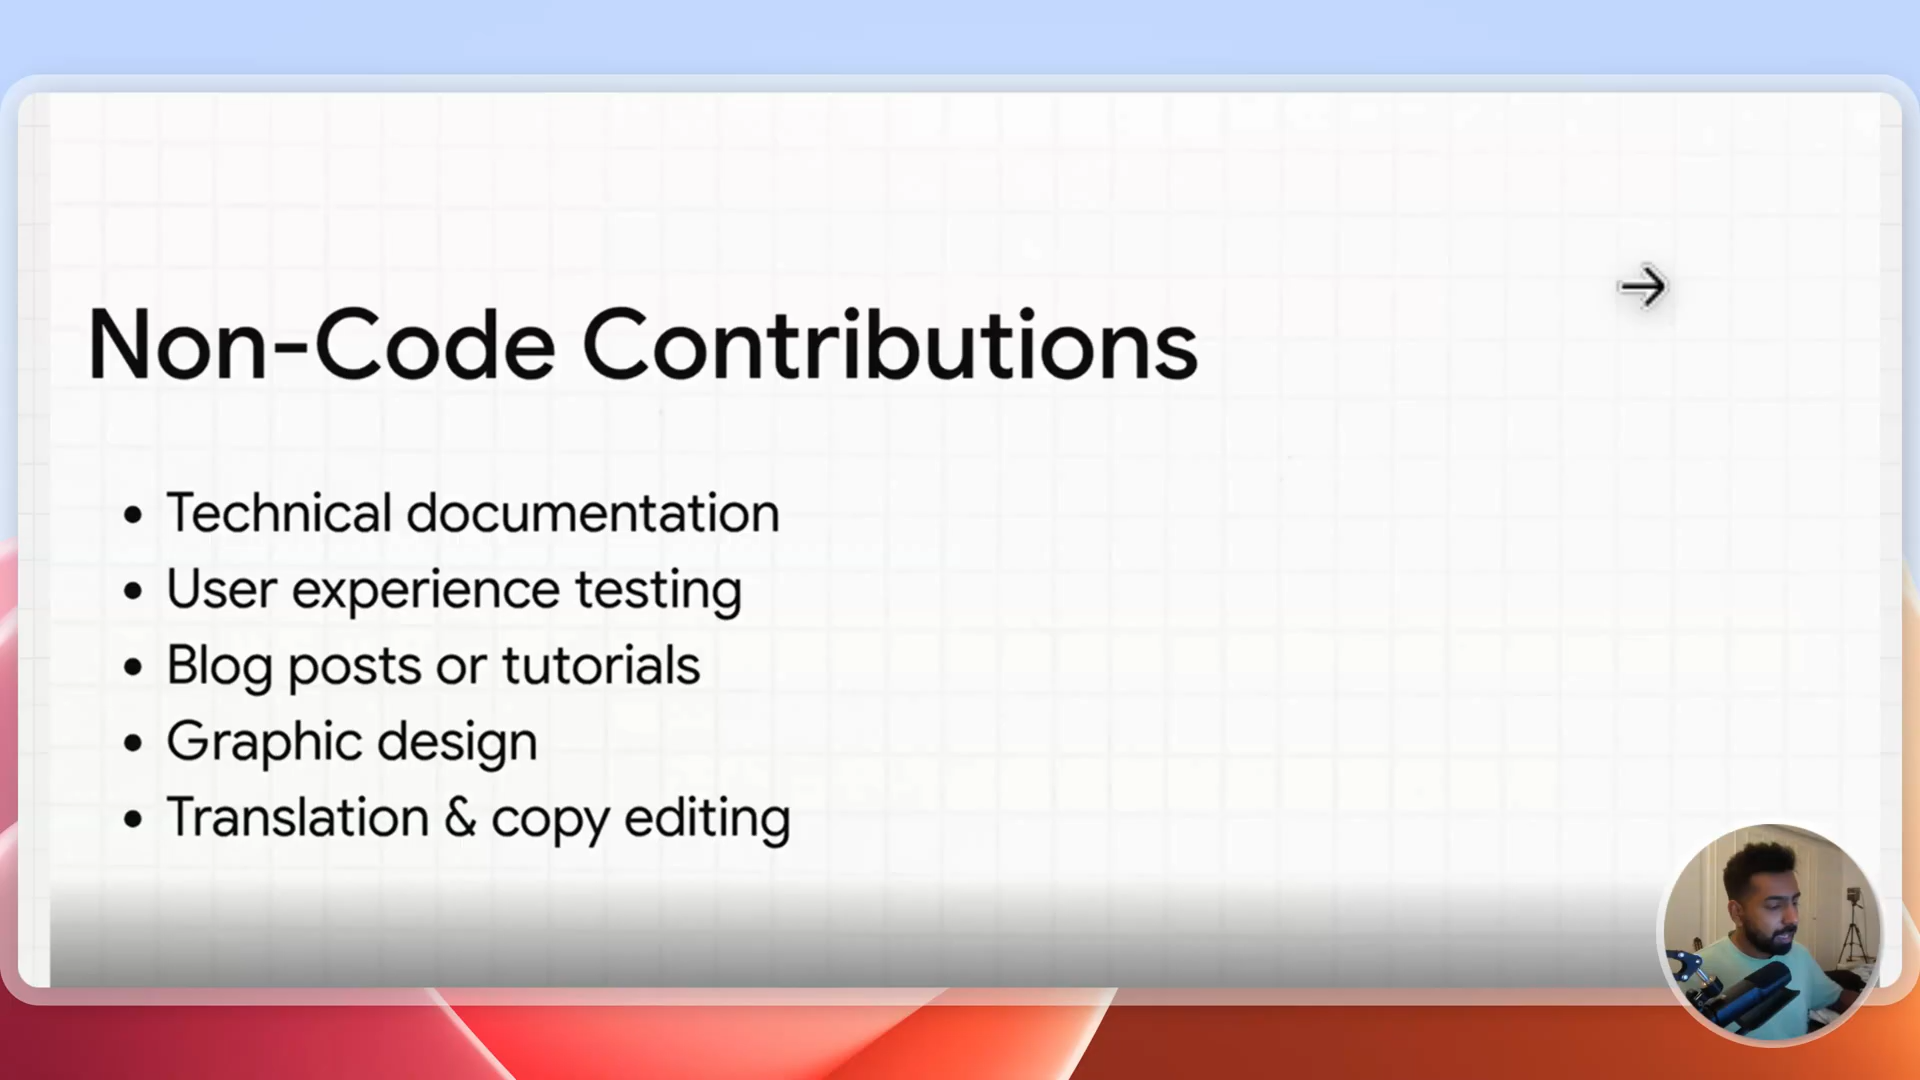 Non-Code Contributions
• Technical documentation
• User experience testing
• Blog posts or tutorials
• Graphic design
• Translation & copy editing